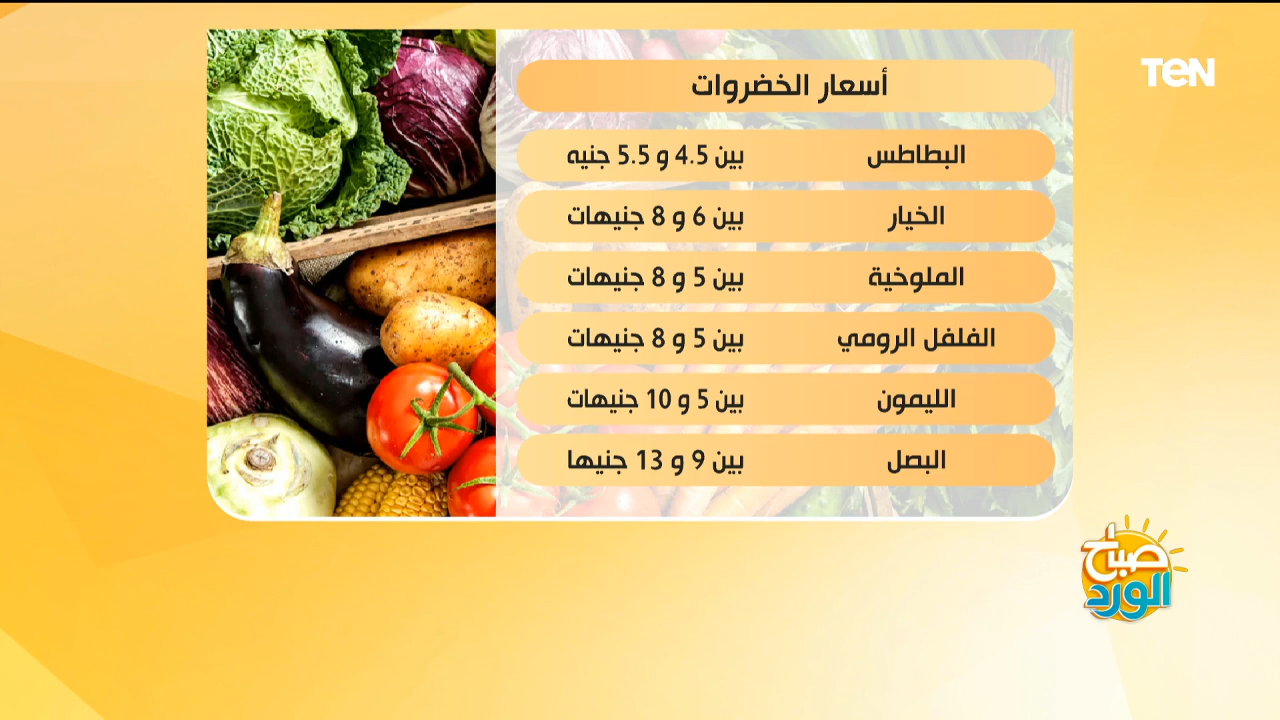 TEN
أسعار الخضروات
البطاطس بين 4.5 و 5.5 جنيه
الخيار بين 6 و 8 جنيهات
الملوخية بين 5 و 8 جنيهات
الفلفل الرومي بين 5 و 8 جنيهات
الليمون بين 5 و 10 جنيهات
البصل بين 9 و 13 جنيها
صباح
الورد